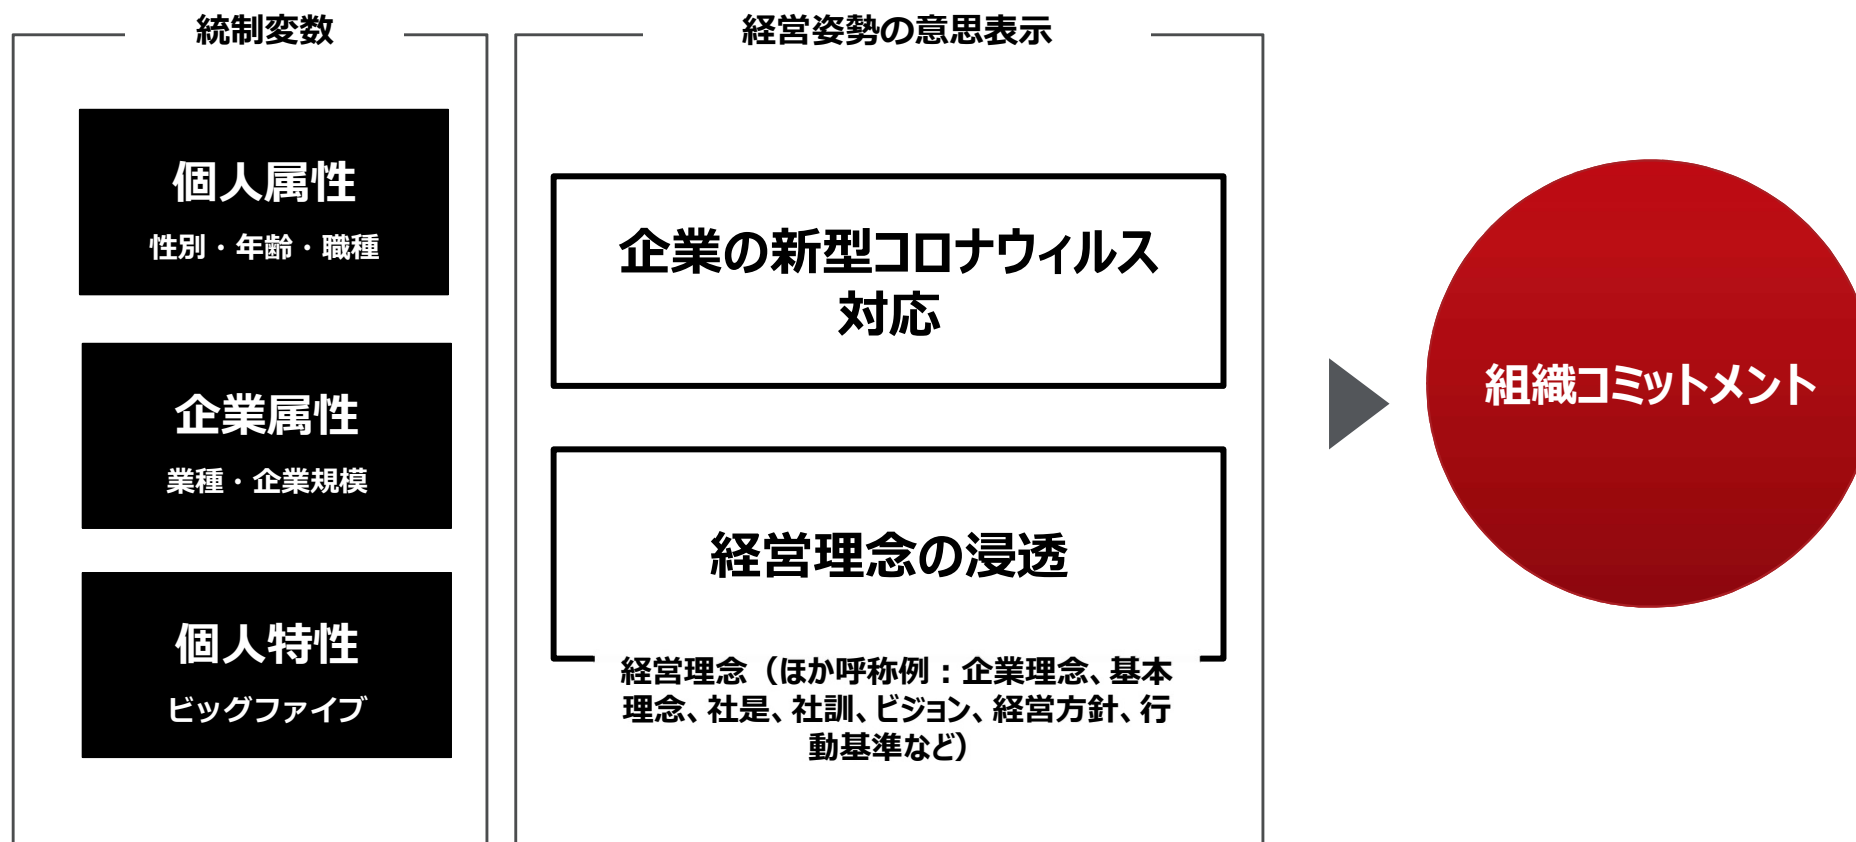 統制変数
個人属性
性別・年齢・職種
企業属性
業種・企業規模
個人特性
ビッグファイブ
経営姿勢の意思表示
企業の新型コロナウィルス
対応
経営理念の浸透
経営理念（ほか呼称例：企業理念、基本
理念、社是、社訓、ビジョン、経営方針、行
動基準など）
組織コミットメント